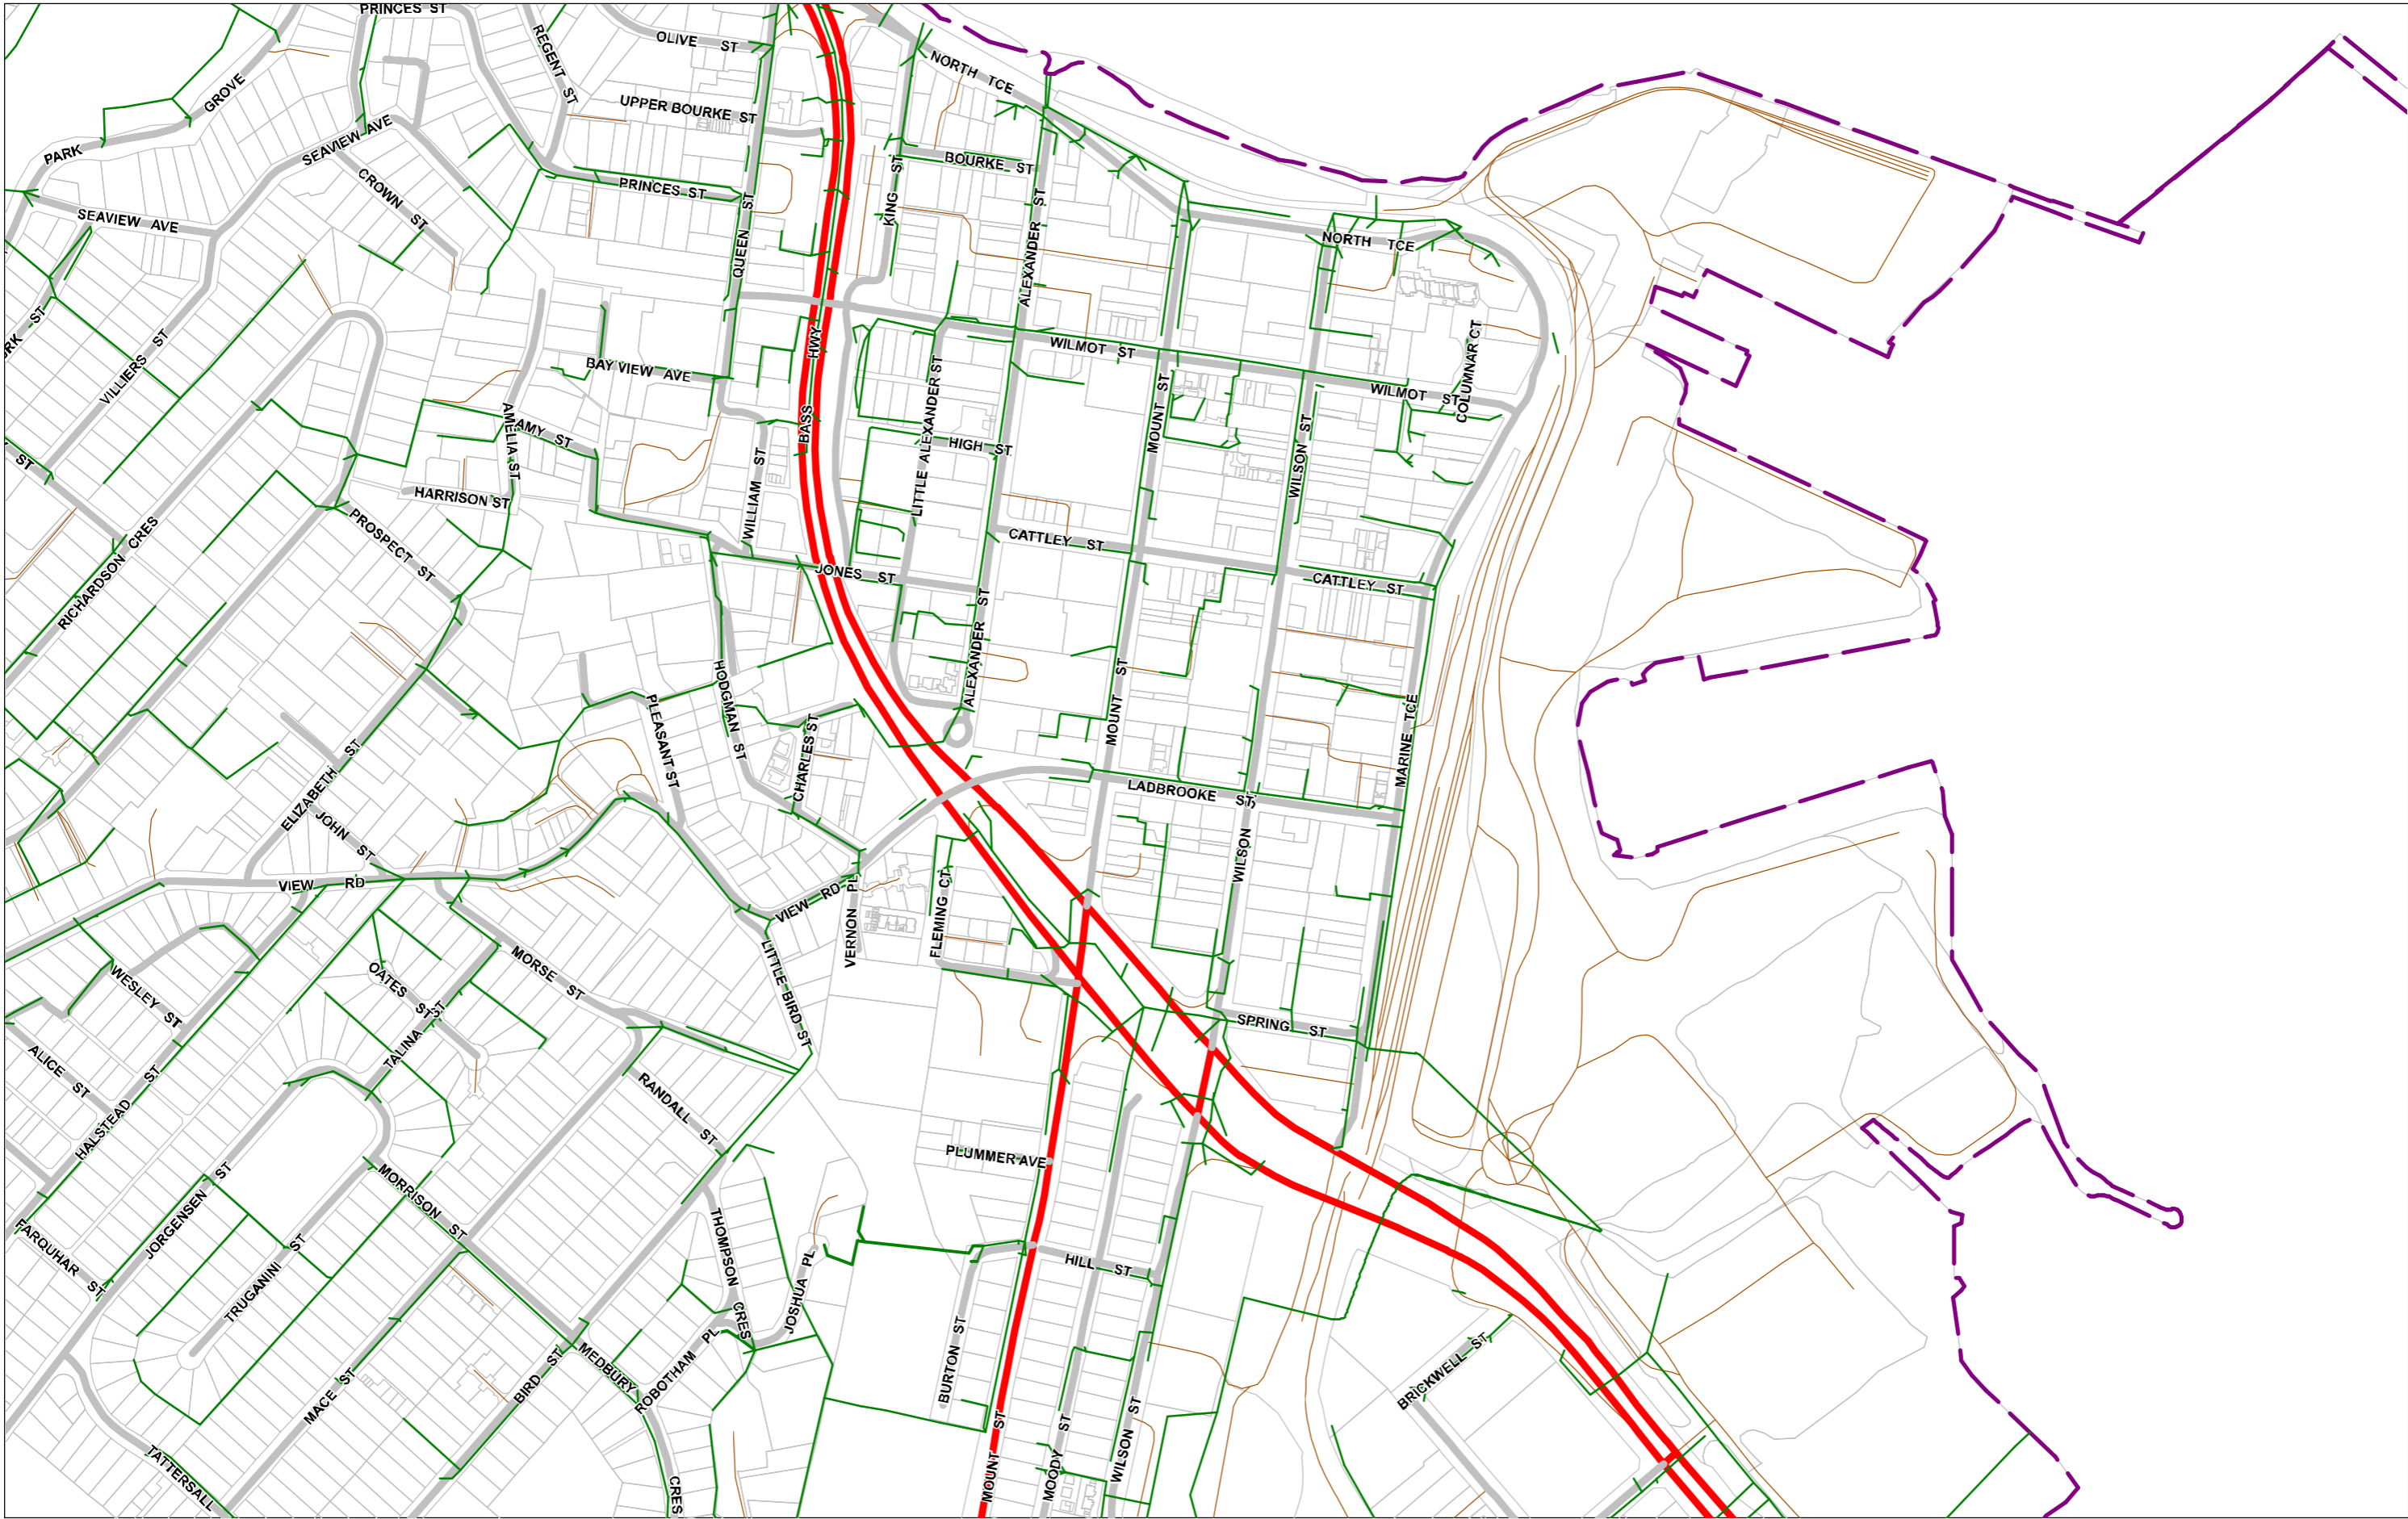 PRINCES ST
REGENT ST
OLIVE ST
NORTH TCE
GROVE
UPPER BOURKE ST
PARK
SEAVIEW AVE
CROWN ST
PRINCES ST
KING ST
BOURKE ST
SEAVIEW AVE
QUEEN ST
ALEXANDER ST
NORTH TCE
ST
VILLIERS ST
BASS HWY
WILMOT ST
BAY VIEW AVE
LITTLE ALEXANDER ST
MOUNT ST
WILMOT ST
COLUMNAR CT
AMELIA ST
AMY ST
HIGH ST
WILSON ST
ST
HARRISON ST
WILLIAM ST
PROSPECT ST
RICHARDSON CRES
CATTLEY ST
JONES ST
CATTLEY ST
ALEXANDER ST
HODGMAN ST
PLEASANT ST
MOUNT ST
MARINE TCE
CHARLES ST
ELIZABETH ST
LADBROOKE ST
JOHN ST
WILSON
VIEW RD
VIEW RD
VERNON PL
FLEMING CT
LITTLE BIRD ST
MORSE ST
WESLEY ST
OATES ST
TALINA ST
SPRING ST
ALICE ST
HALSTEAD ST
RANDALL ST
PLUMMER AVE
MORRISON ST
JORGENSEN ST
FARQUHAR ST
TRUGANINI ST
THOMPSON CRES
JOSHUA PL
HILL ST
BURTON ST
MEDBURY
CRES
ROBOTHAM PL
BIRD ST
MACE ST
BRICKWELL ST
TATTERSALL
MOUNT ST
MOODY ST
WILSON ST